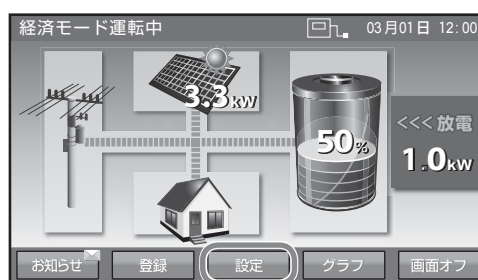 経済モード運転中 03月01日 12:00
3.3kW
50%
<<< 放電
1.0kW
お知らせ 登録 設定 グラフ 画面オフ